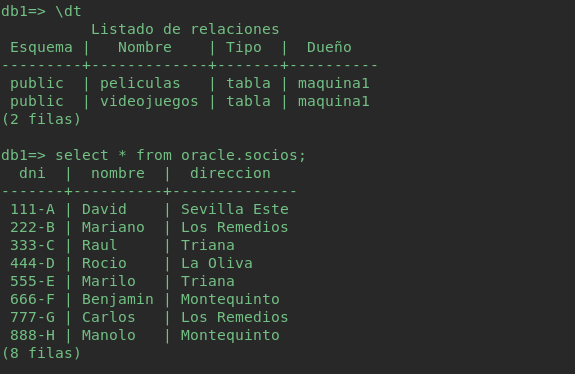 db1=> \dt
          Listado de relaciones
 Esquema |   Nombre    | Tipo  |  Dueño
---------+-------------+-------+----------
 public  | peliculas   | tabla | maquina1
 public  | videojuegos | tabla | maquina1
(2 filas)

db1=> select * from oracle.socios;
  dni  |  nombre  |  direccion
-------+----------+--------------
 111-A | David    | Sevilla Este
 222-B | Mariano  | Los Remedios
 333-C | Raul     | Triana
 444-D | Rocio    | La Oliva
 555-E | Marilo   | Triana
 666-F | Benjamin | Montequinto
 777-G | Carlos   | Los Remedios
 888-H | Manolo   | Montequinto
(8 filas)